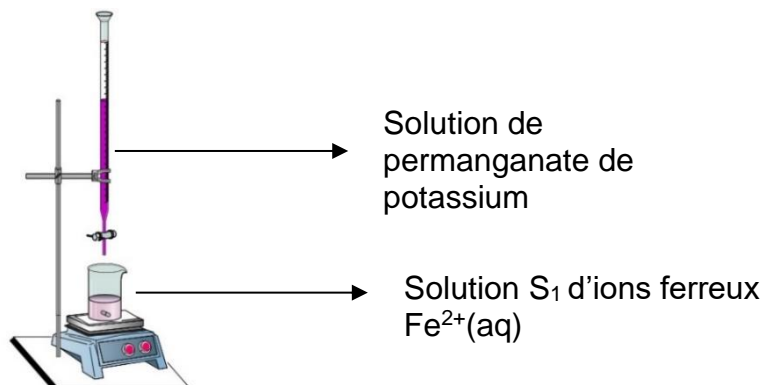 Solution de
permanganate de
potassium
Solution S₁ d’ions ferreux
Fe²⁺(aq)